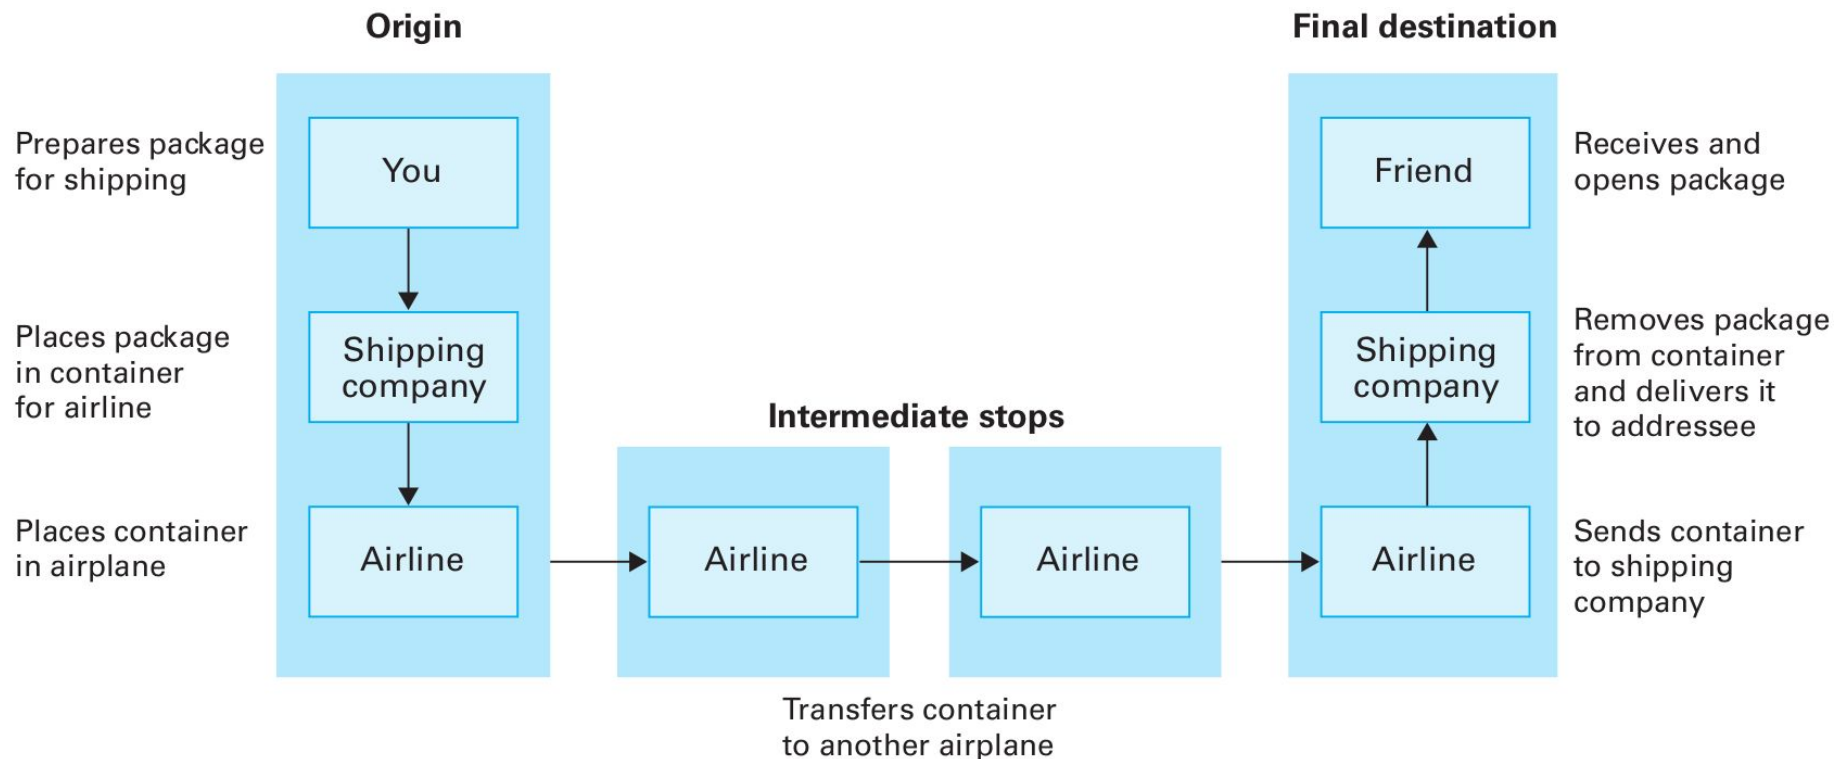 Origin
Final destination
Prepares package
for shipping
You
Friend
Receives and
opens package
Places package
in container
for airline
Shipping
company
Shipping
company
Removes package
from container
and delivers it
to addressee
Intermediate stops
Places container
in airplane
Airline
Airline
Airline
Airline
Sends container
to shipping
company
Transfers container
to another airplane